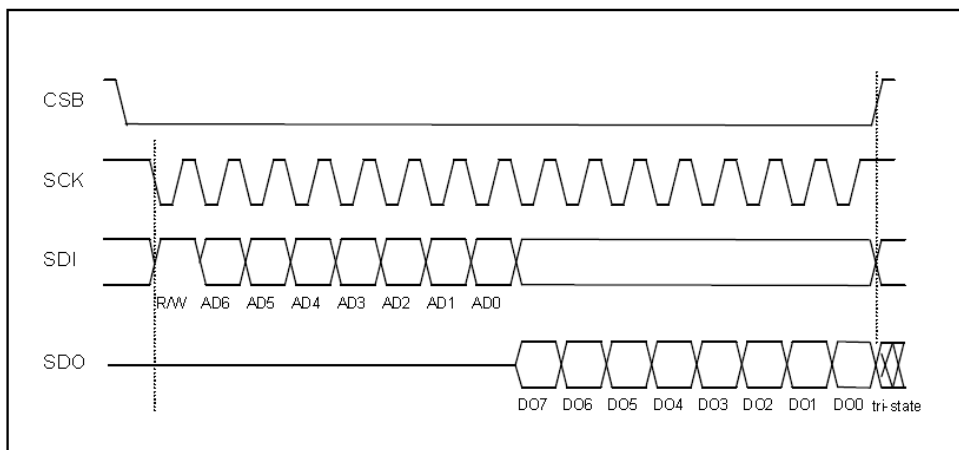 CSB
SCK
SDI
R/W AD6 AD5 AD4 AD3 AD2 AD1 AD0
SDO
DO7 DO6 DO5 DO4 DO3 DO2 DO1 DO0 tri-state